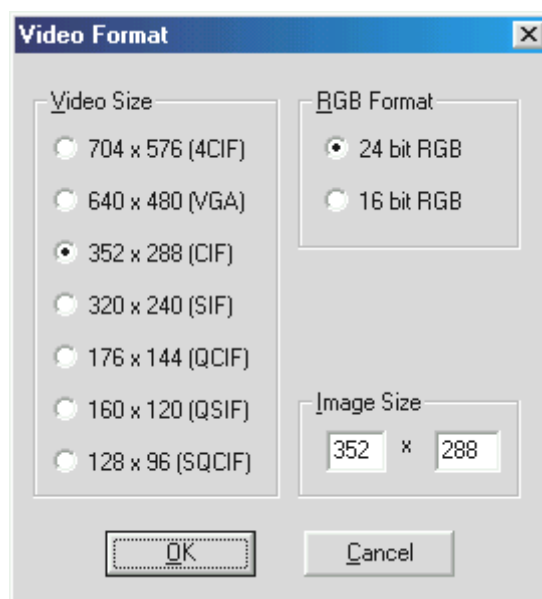 Video Format
Video Size
704 x 576 (4CIF)
640 x 480 (VGA)
352 x 288 (CIF)
320 x 240 (SIF)
176 x 144 (QCIF)
160 x 120 (QSIF)
128 x 96 (SQCIF)
RGB Format
24 bit RGB
16 bit RGB
Image Size
352 x 288
OK
Cancel